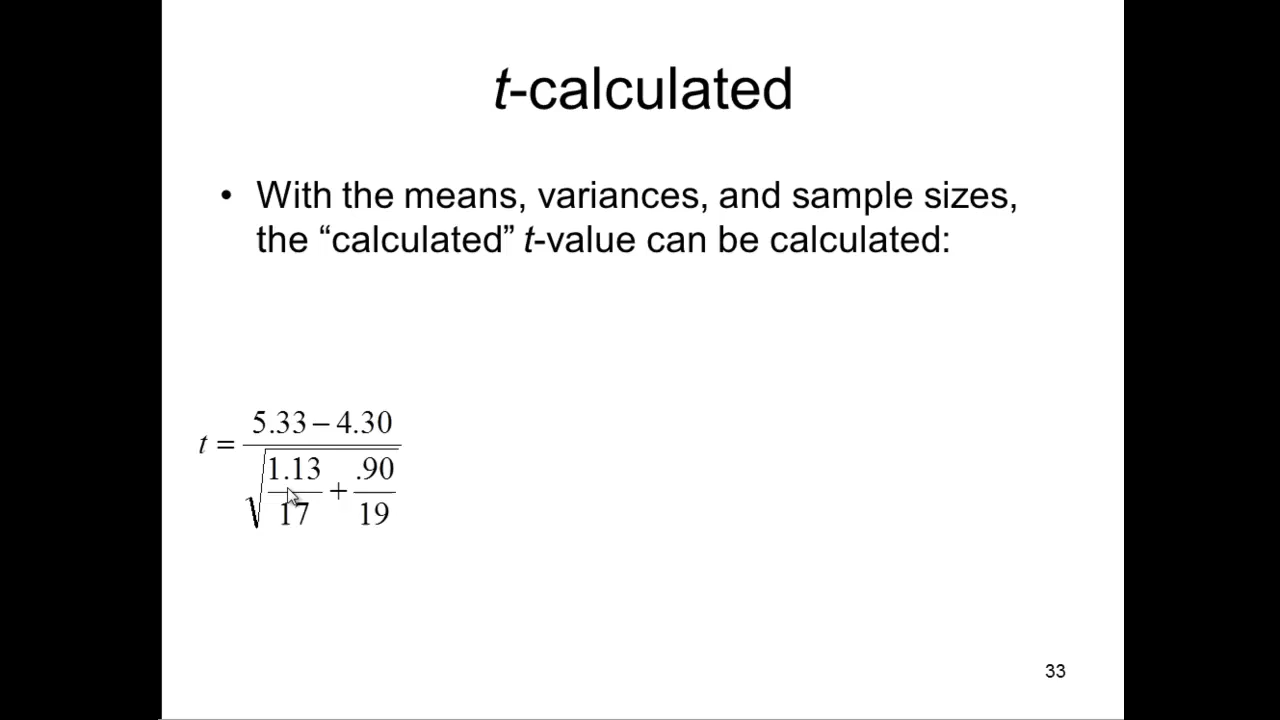 t-calculated
• With the means, variances, and sample sizes,
the “calculated” t-value can be calculated:
5.33 – 4.30
t =
1.13 .90
√ +
17 19
33